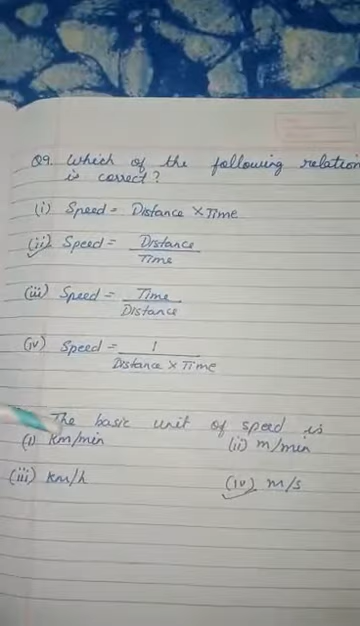 Q9. Which of the following relation
is correct?
(i) Speed = Distance × Time
(ii) Speed = Distance
Time
(iii) Speed = Time
Distance
(iv) Speed = 1
Distance × Time
The basic unit of speed is
(i) Km/min (ii) m/min
(iii) Km/h (iv) m/s